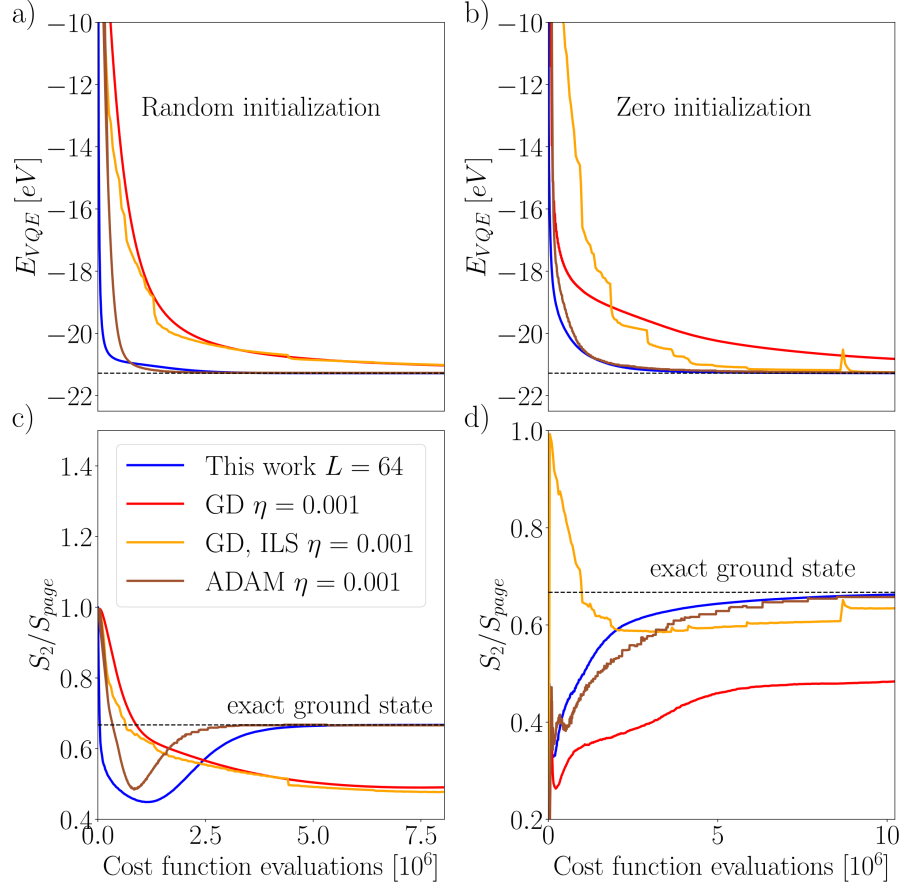 a)
−10
−12
−14
−16
−18
−20
−22
E_{VQE} [eV]
Random initialization
b)
−10
−12
−14
−16
−18
−20
−22
E_{VQE} [eV]
Zero initialization
c)
1.4
1.2
1.0
0.8
0.6
0.4
S_2/S_{page}
This work L = 64
GD η = 0.001
GD, ILS η = 0.001
ADAM η = 0.001
exact ground state
0.0 2.5 5.0 7.5
Cost function evaluations [10^6]
d)
1.0
0.8
0.6
0.4
0.2
S_2/S_{page}
exact ground state
0 5 10
Cost function evaluations [10^6]